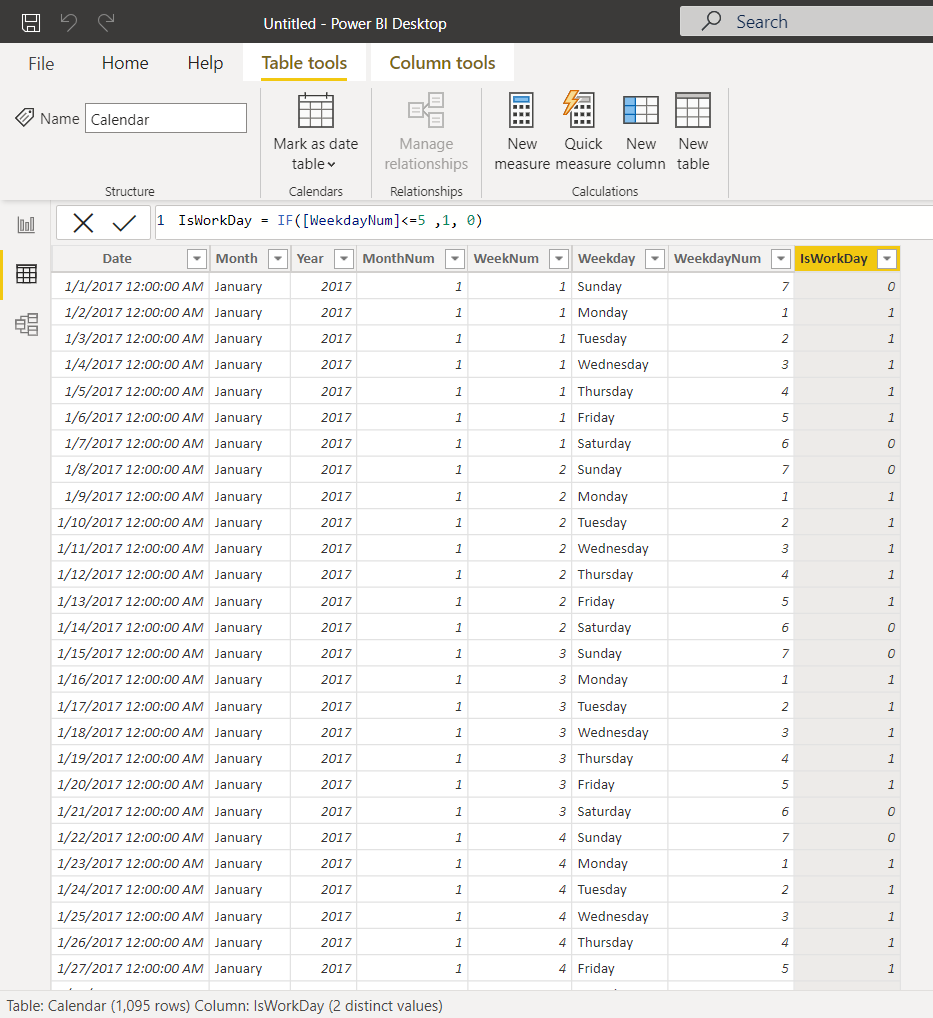 Untitled - Power BI Desktop
Search
File Home Help Table tools Column tools
Name Calendar
Mark as date table
Manage relationships
New measure
Quick measure
New column
New table
Structure Calendars Relationships Calculations
1 IsWorkDay = IF([WeekdayNum]<=5 ,1, 0)
Date Month Year MonthNum WeekNum Weekday WeekdayNum IsWorkDay
1/1/2017 12:00:00 AM January 2017 1 1 Sunday 7 0
1/2/2017 12:00:00 AM January 2017 1 1 Monday 1 1
1/3/2017 12:00:00 AM January 2017 1 1 Tuesday 2 1
1/4/2017 12:00:00 AM January 2017 1 1 Wednesday 3 1
1/5/2017 12:00:00 AM January 2017 1 1 Thursday 4 1
1/6/2017 12:00:00 AM January 2017 1 1 Friday 5 1
1/7/2017 12:00:00 AM January 2017 1 1 Saturday 6 0
1/8/2017 12:00:00 AM January 2017 1 2 Sunday 7 0
1/9/2017 12:00:00 AM January 2017 1 2 Monday 1 1
1/10/2017 12:00:00 AM January 2017 1 2 Tuesday 2 1
1/11/2017 12:00:00 AM January 2017 1 2 Wednesday 3 1
1/12/2017 12:00:00 AM January 2017 1 2 Thursday 4 1
1/13/2017 12:00:00 AM January 2017 1 2 Friday 5 1
1/14/2017 12:00:00 AM January 2017 1 2 Saturday 6 0
1/15/2017 12:00:00 AM January 2017 1 3 Sunday 7 0
1/16/2017 12:00:00 AM January 2017 1 3 Monday 1 1
1/17/2017 12:00:00 AM January 2017 1 3 Tuesday 2 1
1/18/2017 12:00:00 AM January 2017 1 3 Wednesday 3 1
1/19/2017 12:00:00 AM January 2017 1 3 Thursday 4 1
1/20/2017 12:00:00 AM January 2017 1 3 Friday 5 1
1/21/2017 12:00:00 AM January 2017 1 3 Saturday 6 0
1/22/2017 12:00:00 AM January 2017 1 4 Sunday 7 0
1/23/2017 12:00:00 AM January 2017 1 4 Monday 1 1
1/24/2017 12:00:00 AM January 2017 1 4 Tuesday 2 1
1/25/2017 12:00:00 AM January 2017 1 4 Wednesday 3 1
1/26/2017 12:00:00 AM January 2017 1 4 Thursday 4 1
1/27/2017 12:00:00 AM January 2017 1 4 Friday 5 1
Table: Calendar (1,095 rows) Column: IsWorkDay (2 distinct values)